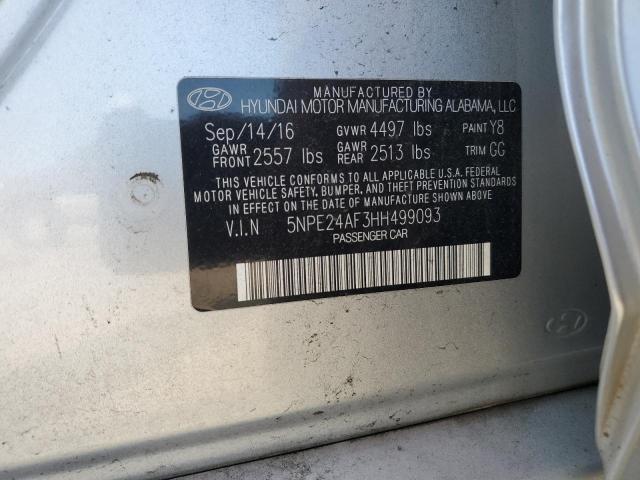 MANUFACTURED BY
HYUNDAI MOTOR MANUFACTURING ALABAMA, LLC
Sep/14/16 GVWR 4497 lbs PAINT Y8
GAWR FRONT 2557 lbs GAWR REAR 2513 lbs TRIM GG
THIS VEHICLE CONFORMS TO ALL APPLICABLE U.S.A. FEDERAL
MOTOR VEHICLE SAFETY, BUMPER, AND THEFT PREVENTION STANDARDS
IN EFFECT ON THE DATE OF MANUFACTURE SHOWN ABOVE.
V.I.N 5NPE24AF3HH499093
PASSENGER CAR